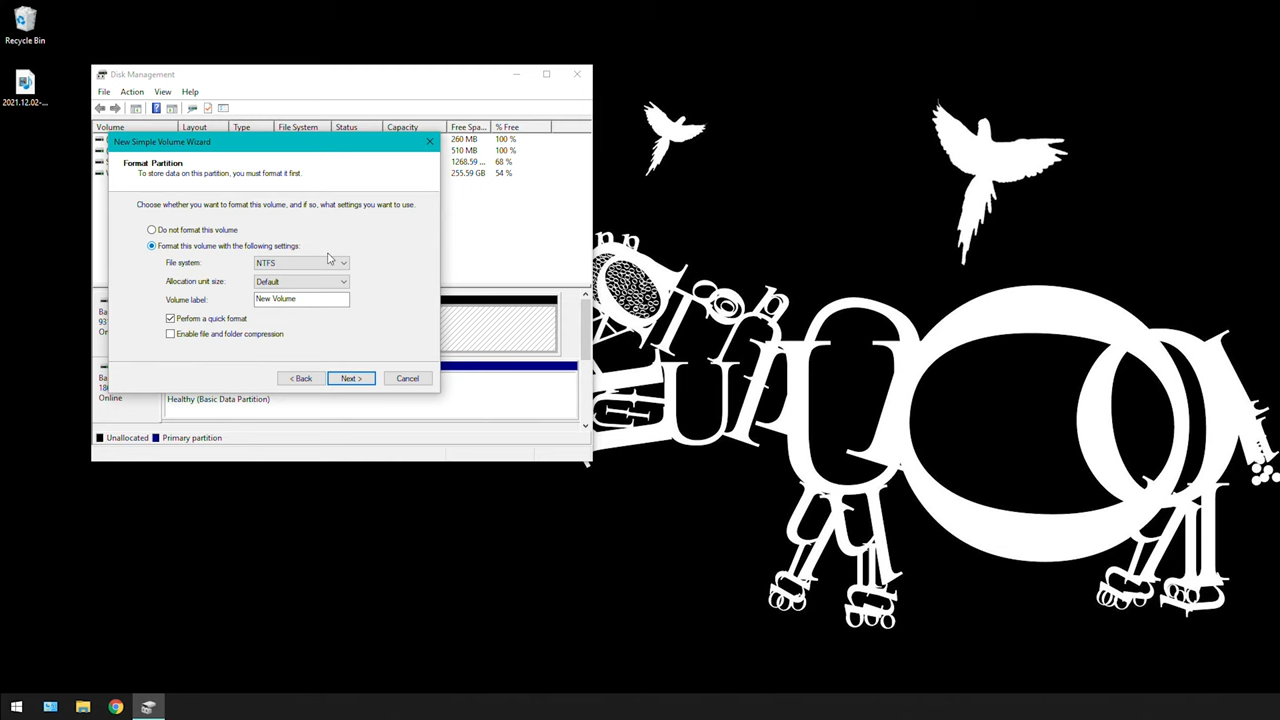 Recycle Bin
2021.12.02-...
Disk Management
File Action View Help
Volume Layout Type File System Status Capacity Free Spa... % Free
260 MB 100 %
510 MB 100 %
1268.59 ... 68 %
255.59 GB 54 %
New Simple Volume Wizard
Format Partition
To store data on this partition, you must format it first.
Choose whether you want to format this volume, and if so, what settings you want to use.
Do not format this volume
Format this volume with the following settings:
File system: NTFS
Allocation unit size: Default
Volume label: New Volume
Perform a quick format
Enable file and folder compression
< Back Next > Cancel
Ba
93
On
Ba
18
Online
Healthy (Basic Data Partition)
Unallocated Primary partition